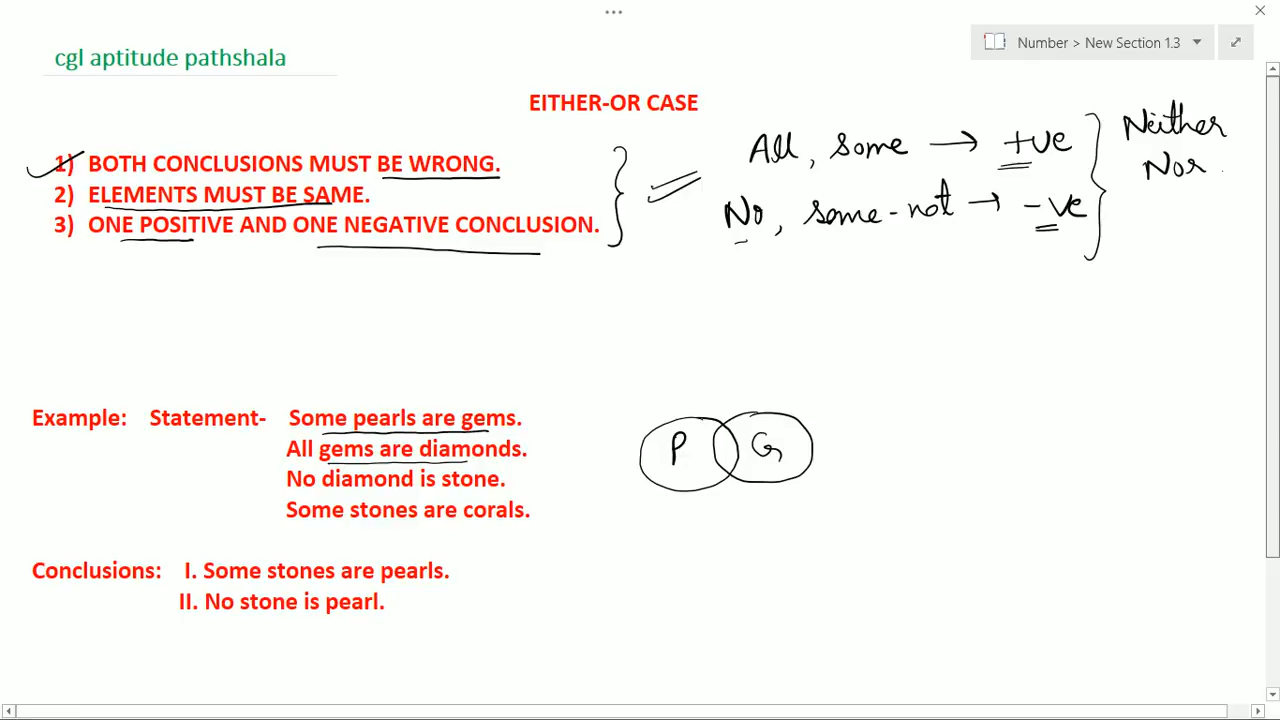 Number > New Section 1.3
cgl aptitude pathshala
EITHER-OR CASE
1) BOTH CONCLUSIONS MUST BE WRONG.
2) ELEMENTS MUST BE SAME.
3) ONE POSITIVE AND ONE NEGATIVE CONCLUSION.
All, some → +ve
No, some-not → -ve
Neither
Nor
Example: Statement- Some pearls are gems.
All gems are diamonds.
No diamond is stone.
Some stones are corals.
P G
Conclusions: I. Some stones are pearls.
II. No stone is pearl.